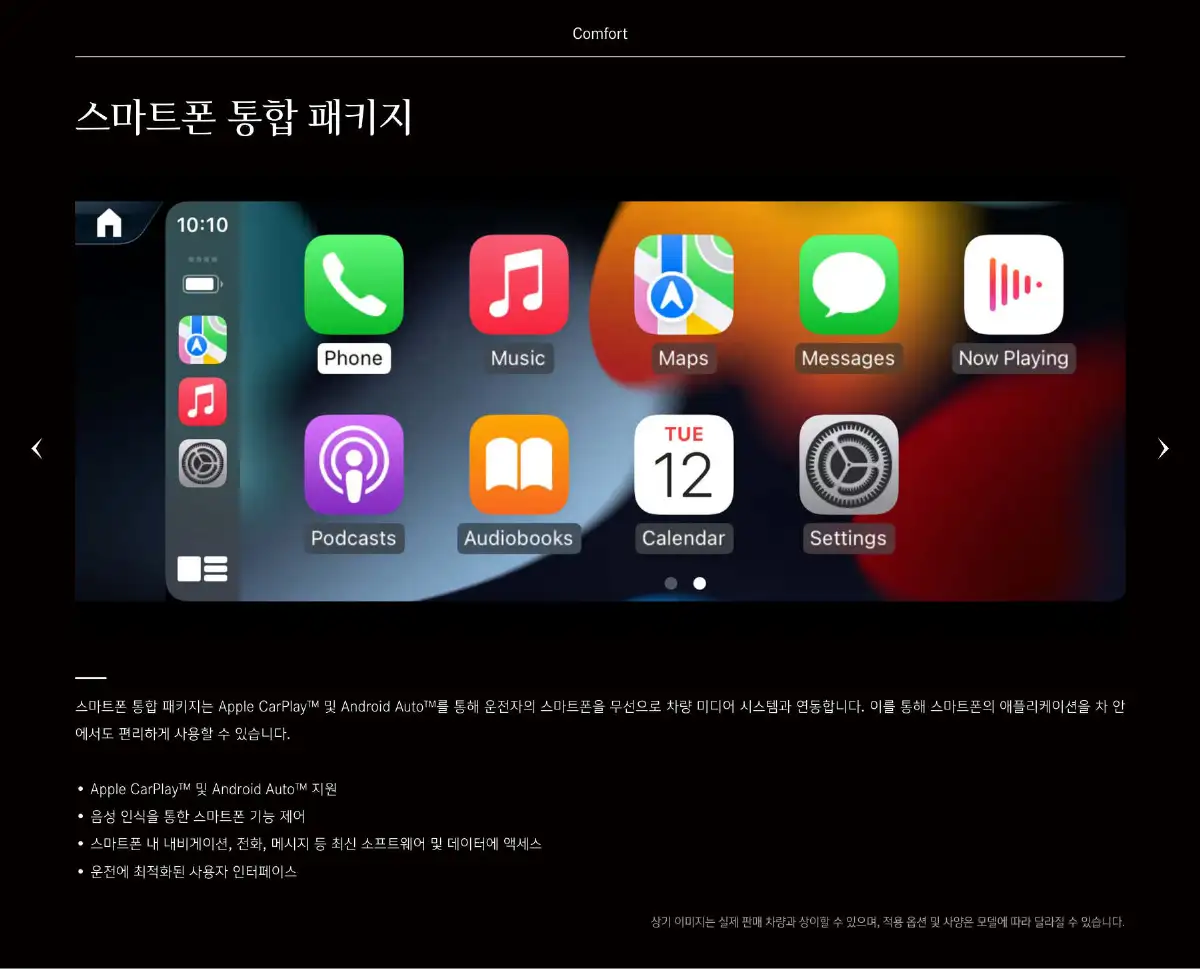 Comfort
스마트폰 통합 패키지
10:10
Phone
Music
Maps
Messages
Now Playing
TUE
12
Podcasts
Audiobooks
Calendar
Settings
스마트폰 통합 패키지는 Apple CarPlay™ 및 Android Auto™를 통해 운전자의 스마트폰을 무선으로 차량 미디어 시스템과 연동합니다. 이를 통해 스마트폰의 애플리케이션을 차 안
에서도 편리하게 사용할 수 있습니다.
• Apple CarPlay™ 및 Android Auto™ 지원
• 음성 인식을 통한 스마트폰 기능 제어
• 스마트폰 내 내비게이션, 전화, 메시지 등 최신 소프트웨어 및 데이터에 액세스
• 운전에 최적화된 사용자 인터페이스
상기 이미지는 실제 판매 차량과 상이할 수 있으며, 적용 옵션 및 사양은 모델에 따라 달라질 수 있습니다.